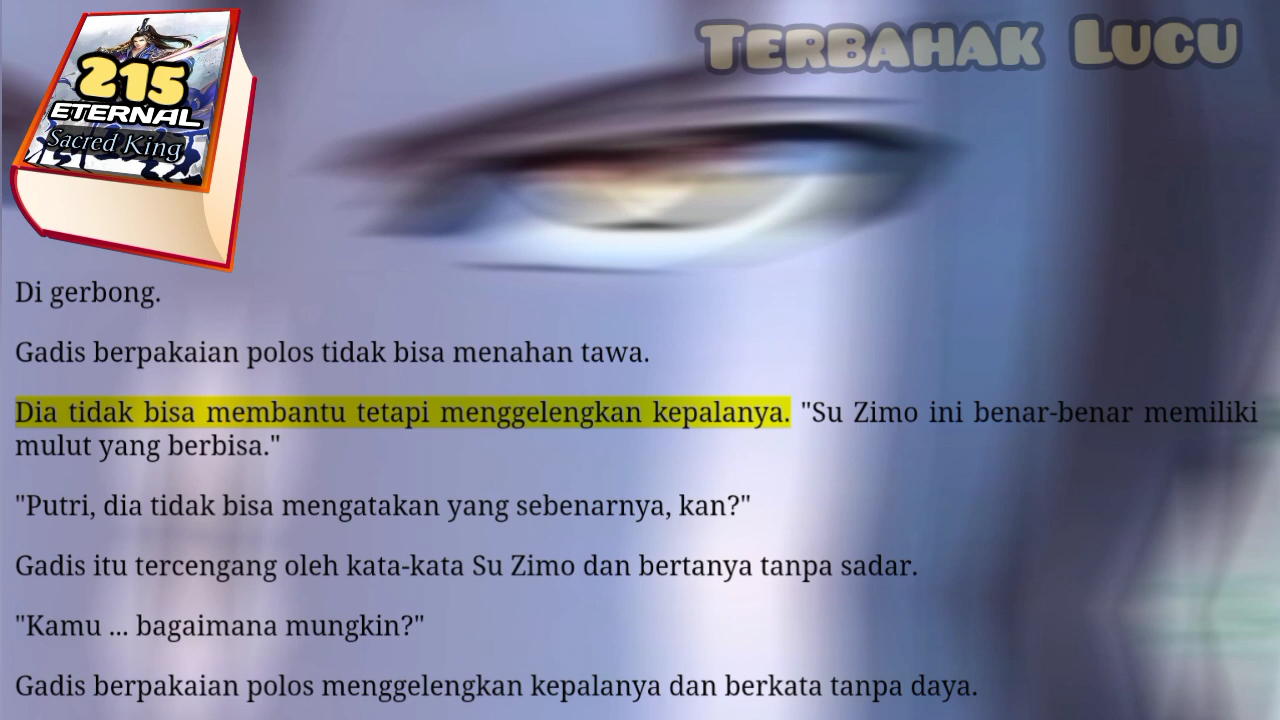 Terbahak Lucu
215
ETERNAL
Sacred King
Di gerbong.
Gadis berpakaian polos tidak bisa menahan tawa.
Dia tidak bisa membantu tetapi menggelengkan kepalanya. "Su Zimo ini benar-benar memiliki
mulut yang berbisa."
"Putri, dia tidak bisa mengatakan yang sebenarnya, kan?"
Gadis itu tercengang oleh kata-kata Su Zimo dan bertanya tanpa sadar.
"Kamu ... bagaimana mungkin?"
Gadis berpakaian polos menggelengkan kepalanya dan berkata tanpa daya.